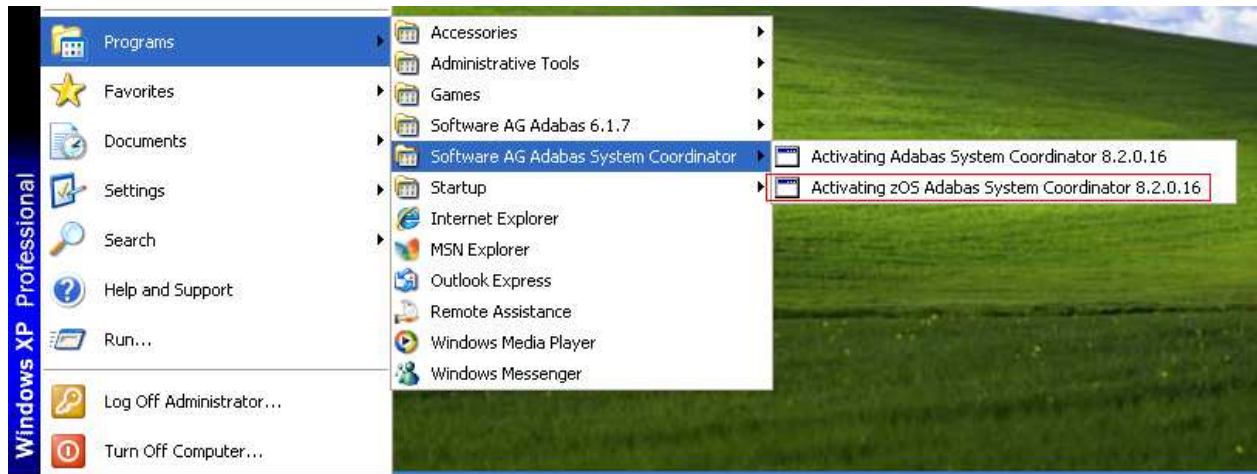 Windows XP Professional
Programs
Favorites
Documents
Settings
Search
Help and Support
Run...
Log Off Administrator...
Turn Off Computer...
Accessories
Administrative Tools
Games
Software AG Adabas 6.1.7
Software AG Adabas System Coordinator
Startup
Internet Explorer
MSN Explorer
Outlook Express
Remote Assistance
Windows Media Player
Windows Messenger
Activating Adabas System Coordinator 8.2.0.16
Activating zOS Adabas System Coordinator 8.2.0.16